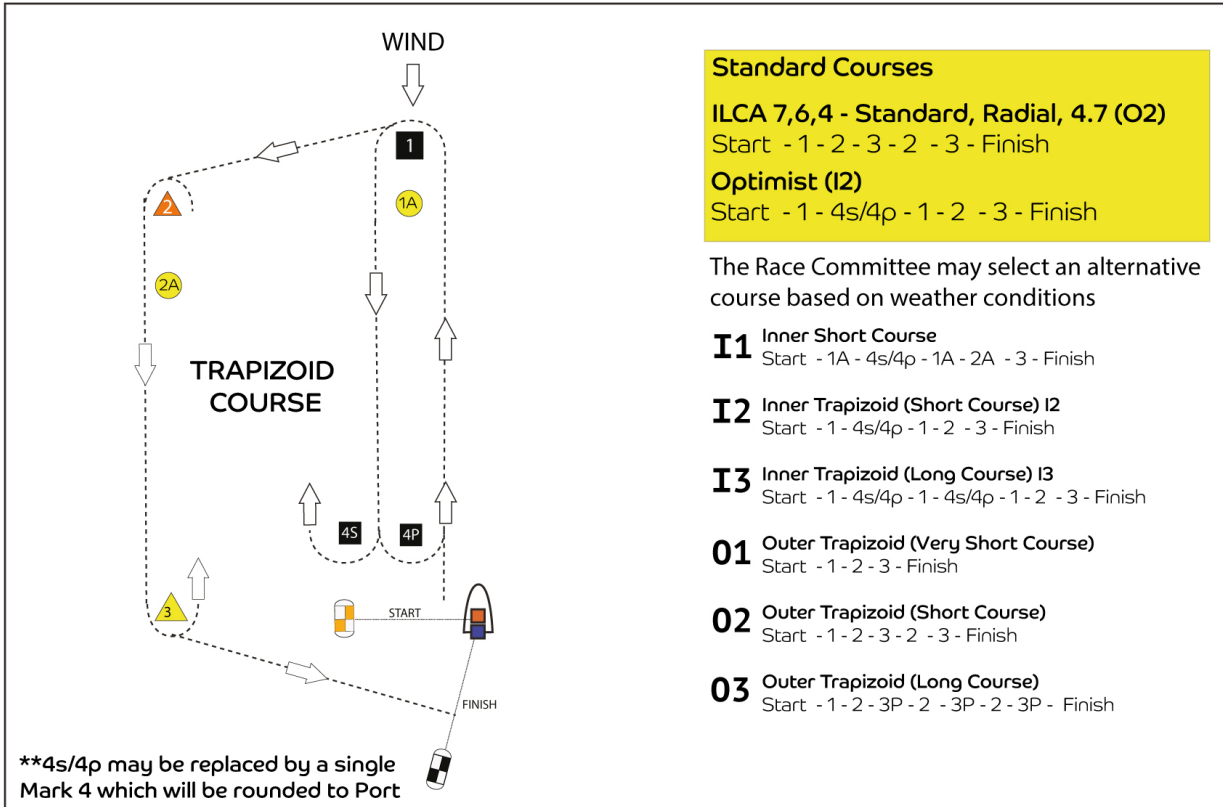 WIND
1
1A
2
2A
TRAPIZOID
COURSE
4S
4P
3
START
FINISH
**4s/4p may be replaced by a single
Mark 4 which will be rounded to Port
Standard Courses
ILCA 7,6,4 - Standard, Radial, 4.7 (O2)
Start - 1 - 2 - 3 - 2 - 3 - Finish
Optimist (I2)
Start - 1 - 4s/4p - 1 - 2 - 3 - Finish
The Race Committee may select an alternative
course based on weather conditions
I1 Inner Short Course
Start - 1A - 4s/4p - 1A - 2A - 3 - Finish
I2 Inner Trapizoid (Short Course) I2
Start - 1 - 4s/4p - 1 - 2 - 3 - Finish
I3 Inner Trapizoid (Long Course) I3
Start - 1 - 4s/4p - 1 - 4s/4p - 1 - 2 - 3 - Finish
O1 Outer Trapizoid (Very Short Course)
Start - 1 - 2 - 3 - Finish
O2 Outer Trapizoid (Short Course)
Start - 1 - 2 - 3 - 2 - 3 - Finish
O3 Outer Trapizoid (Long Course)
Start - 1 - 2 - 3P - 2 - 3P - 2 - 3P - Finish